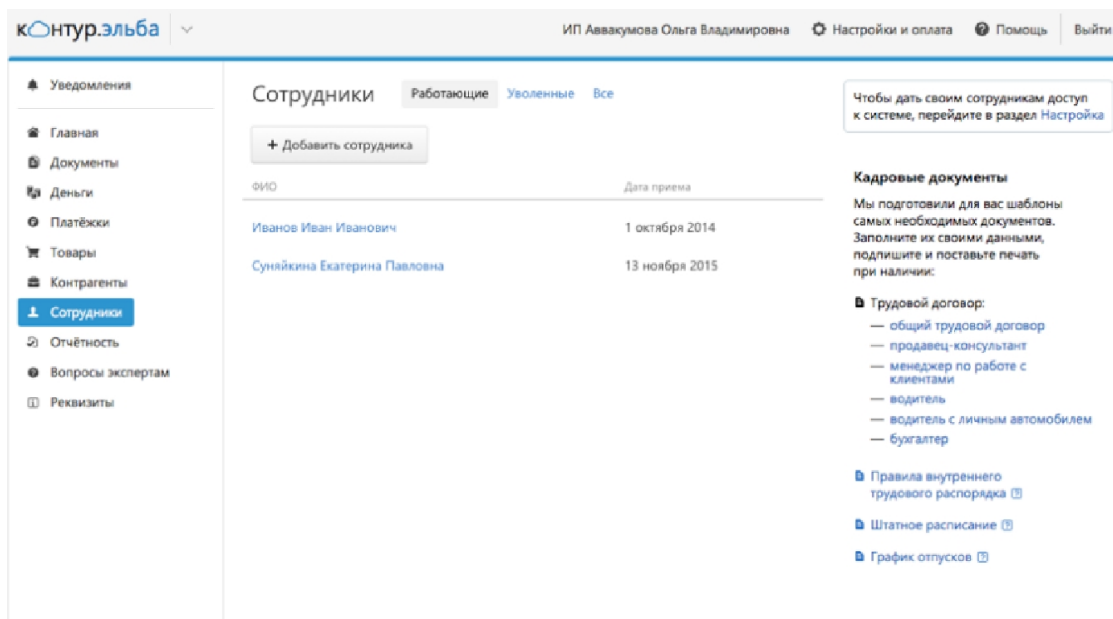 контур.эльба
ИП Аввакумова Ольга Владимировна
Настройки и оплата
Помощь
Выйти
Уведомления
Главная
Документы
Деньги
Платёжки
Товары
Контрагенты
Сотрудники
Отчётность
Вопросы экспертам
Реквизиты
Сотрудники
Работающие
Уволенные
Все
+ Добавить сотрудника
ФИО
Дата приема
Иванов Иван Иванович
1 октября 2014
Суняйкина Екатерина Павловна
13 ноября 2015
Чтобы дать своим сотрудникам доступ
к системе, перейдите в раздел Настройка
Кадровые документы
Мы подготовили для вас шаблоны
самых необходимых документов.
Заполните их своими данными,
подпишите и поставьте печать
при наличии:
Трудовой договор:
— общий трудовой договор
— продавец-консультант
— менеджер по работе с
клиентами
— водитель
— водитель с личным автомобилем
— бухгалтер
Правила внутреннего
трудового распорядка ?
Штатное расписание ?
График отпусков ?